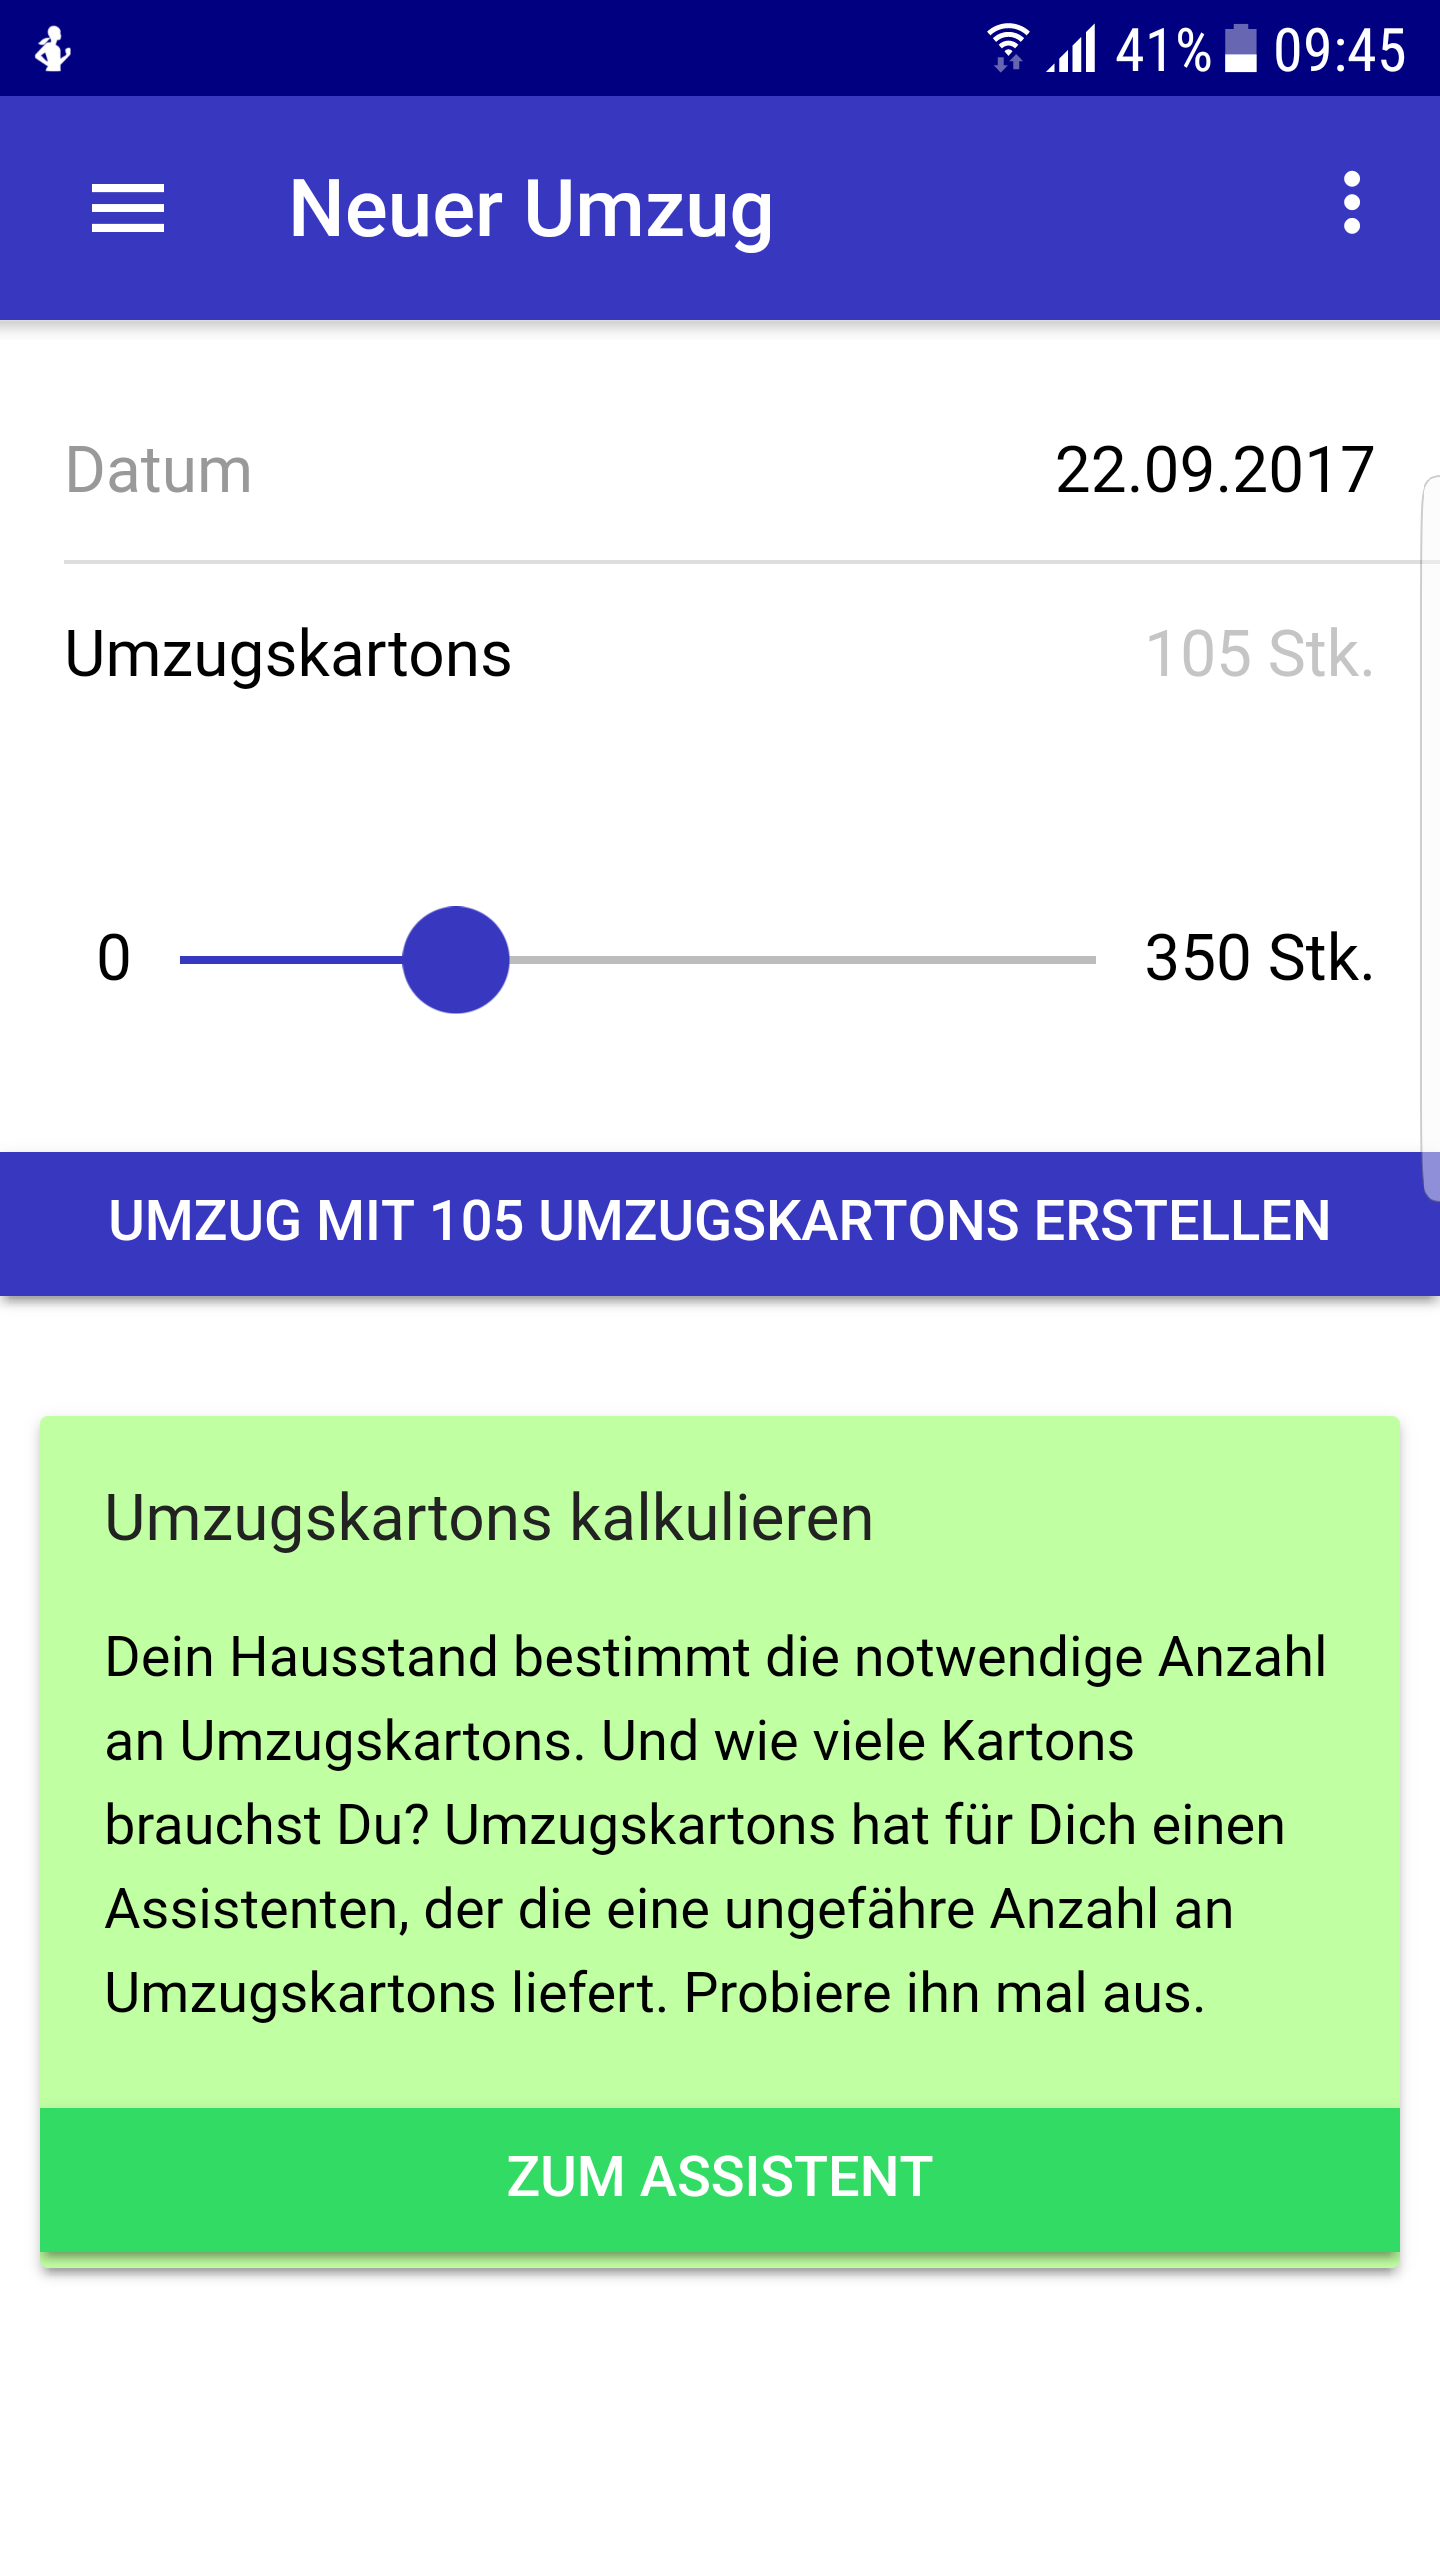 41% 09:45
Neuer Umzug
Datum 22.09.2017
Umzugskartons 105 Stk.
0 350 Stk.
UMZUG MIT 105 UMZUGSKARTONS ERSTELLEN
Umzugskartons kalkulieren
Dein Hausstand bestimmt die notwendige Anzahl
an Umzugskartons. Und wie viele Kartons
brauchst Du? Umzugskartons hat für Dich einen
Assistenten, der die eine ungefähre Anzahl an
Umzugskartons liefert. Probiere ihn mal aus.
ZUM ASSISTENT